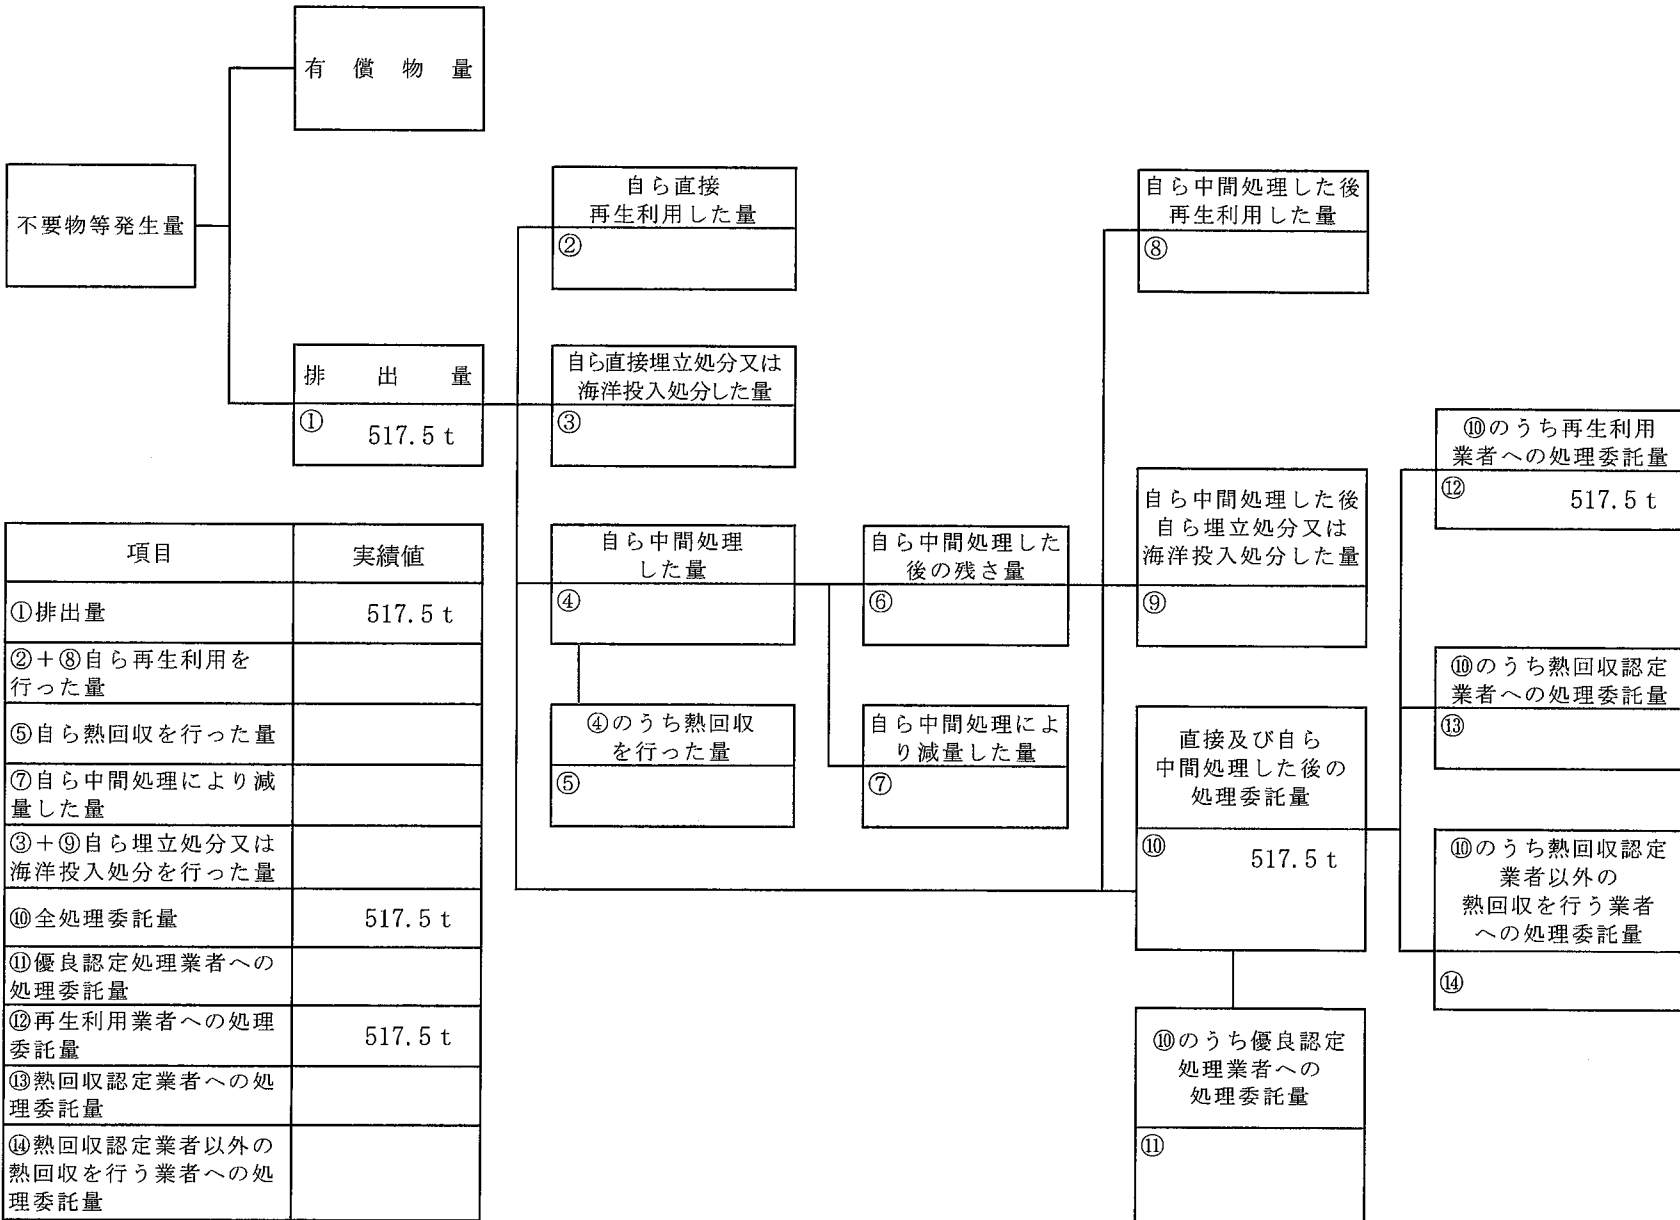 有償物量
不要物等発生量
排出量
① 517.5 t
自ら直接
再生利用した量
②
自ら直接埋立処分又は
海洋投入処分した量
③
自ら中間処理
した量
④
④のうち熱回収
を行った量
⑤
自ら中間処理した
後の残さ量
⑥
自ら中間処理によ
り減量した量
⑦
自ら中間処理した後
再生利用した量
⑧
自ら中間処理した後
自ら埋立処分又は
海洋投入処分した量
⑨
直接及び自ら
中間処理した後の
処理委託量
⑩ 517.5 t
⑩のうち優良認定
処理業者への
処理委託量
⑪
⑩のうち再生利用
業者への処理委託量
⑫ 517.5 t
⑩のうち熱回収認定
業者への処理委託量
⑬
⑩のうち熱回収認定
業者以外の
熱回収を行う業者
への処理委託量
⑭
項目 実績値
①排出量 517.5 t
②+⑧自ら再生利用を
行った量
⑤自ら熱回収を行った量
⑦自ら中間処理により減
量した量
③+⑨自ら埋立処分又は
海洋投入処分を行った量
⑩全処理委託量 517.5 t
⑪優良認定処理業者への
処理委託量
⑫再生利用業者への処理
委託量 517.5 t
⑬熱回収認定業者への処
理委託量
⑭熱回収認定業者以外の
熱回収を行う業者への処
理委託量